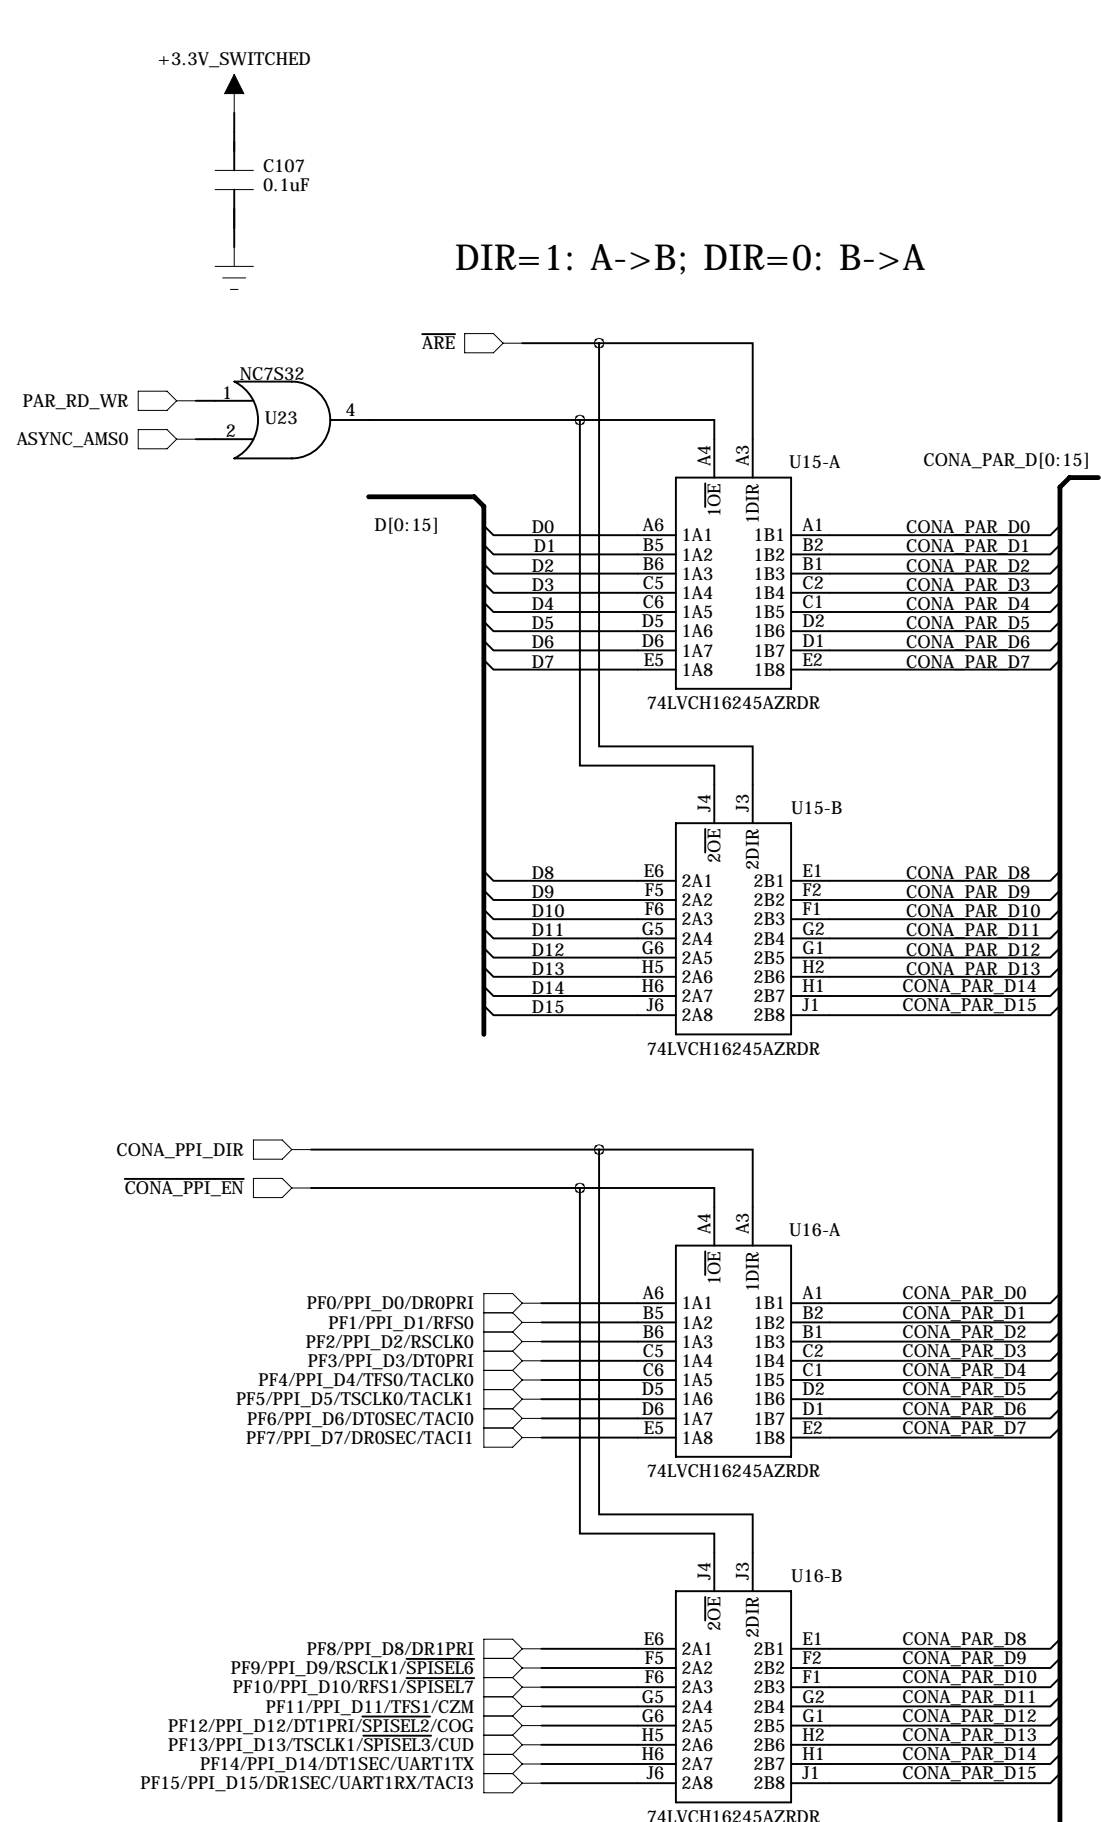 +3.3V_SWITCHED
C107
0.1uF
DIR=1: A->B; DIR=0: B->A
ARE
NC7S32
PAR_RD_WR
1
U23
4
ASYNC_AMS0
2
A4
A3
U15-A
CONA_PAR_D[0:15]
1OE
1DIR
D[0:15]
D0 A6 1A1 1B1 A1 CONA_PAR_D0
D1 B5 1A2 1B2 B2 CONA_PAR_D1
D2 B6 1A3 1B3 B1 CONA_PAR_D2
D3 C5 1A4 1B4 C2 CONA_PAR_D3
D4 C6 1A5 1B5 C1 CONA_PAR_D4
D5 D5 1A6 1B6 D2 CONA_PAR_D5
D6 D6 1A7 1B7 D1 CONA_PAR_D6
D7 E5 1A8 1B8 E2 CONA_PAR_D7
74LVCH16245AZRDR
J4
J3
U15-B
2OE
2DIR
D8 E6 2A1 2B1 E1 CONA_PAR_D8
D9 F5 2A2 2B2 F2 CONA_PAR_D9
D10 F6 2A3 2B3 F1 CONA_PAR_D10
D11 G5 2A4 2B4 G2 CONA_PAR_D11
D12 G6 2A5 2B5 G1 CONA_PAR_D12
D13 H5 2A6 2B6 H2 CONA_PAR_D13
D14 H6 2A7 2B7 H1 CONA_PAR_D14
D15 J6 2A8 2B8 J1 CONA_PAR_D15
74LVCH16245AZRDR
CONA_PPI_DIR
CONA_PPI_EN
A4
A3
U16-A
1OE
1DIR
PF0/PPI_D0/DR0PRI A6 1A1 1B1 A1 CONA_PAR_D0
PF1/PPI_D1/RFS0 B5 1A2 1B2 B2 CONA_PAR_D1
PF2/PPI_D2/RSCLK0 B6 1A3 1B3 B1 CONA_PAR_D2
PF3/PPI_D3/DT0PRI C5 1A4 1B4 C2 CONA_PAR_D3
PF4/PPI_D4/TFS0/TACLK0 C6 1A5 1B5 C1 CONA_PAR_D4
PF5/PPI_D5/TSCLK0/TACLK1 D5 1A6 1B6 D2 CONA_PAR_D5
PF6/PPI_D6/DT0SEC/TACI0 D6 1A7 1B7 D1 CONA_PAR_D6
PF7/PPI_D7/DR0SEC/TACI1 E5 1A8 1B8 E2 CONA_PAR_D7
74LVCH16245AZRDR
J4
J3
U16-B
2OE
2DIR
PF8/PPI_D8/DR1PRI E6 2A1 2B1 E1 CONA_PAR_D8
PF9/PPI_D9/RSCLK1/SPISEL6 F5 2A2 2B2 F2 CONA_PAR_D9
PF10/PPI_D10/RFS1/SPISEL7 F6 2A3 2B3 F1 CONA_PAR_D10
PF11/PPI_D11/TFS1/CZM G5 2A4 2B4 G2 CONA_PAR_D11
PF12/PPI_D12/DT1PRI/SPISEL2/COG G6 2A5 2B5 G1 CONA_PAR_D12
PF13/PPI_D13/TSCLK1/SPISEL3/CUD H5 2A6 2B6 H2 CONA_PAR_D13
PF14/PPI_D14/DT1SEC/UART1TX H6 2A7 2B7 H1 CONA_PAR_D14
PF15/PPI_D15/DR1SEC/UART1RX/TACI3 J6 2A8 2B8 J1 CONA_PAR_D15
74LVCH16245AZRDR